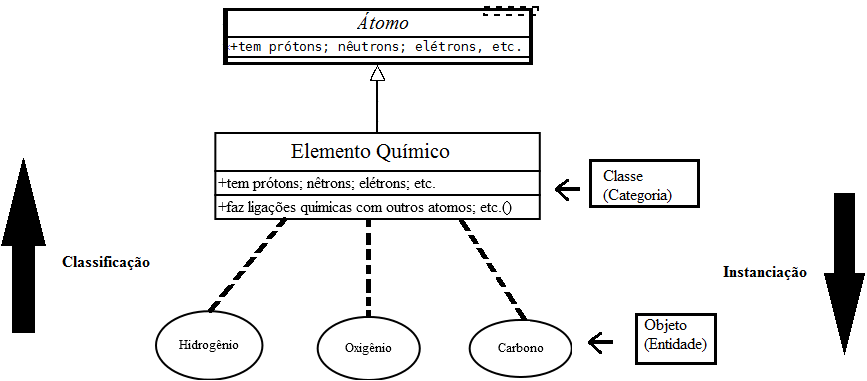 Átomo
+tem prótons; nêutrons; elétrons, etc.
Elemento Químico
+tem prótons; nêtrons; elétrons; etc.
+faz ligações quimicas com outros atomos; etc.()
Classe
(Categoria)
Classificação
Instanciação
Hidrogênio
Oxigênio
Carbono
Objeto
(Entidade)